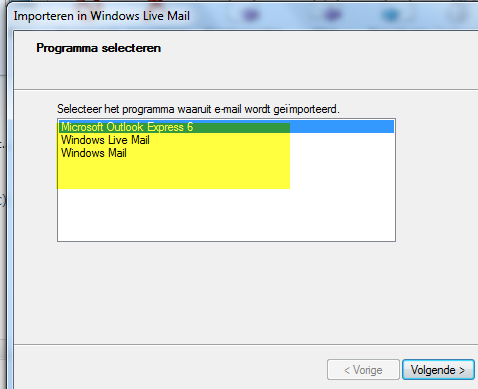 Importeren in Windows Live Mail
Programma selecteren
Selecteer het programma waaruit e-mail wordt geïmporteerd.
Microsoft Outlook Express 6
Windows Live Mail
Windows Mail
< Vorige
Volgende >